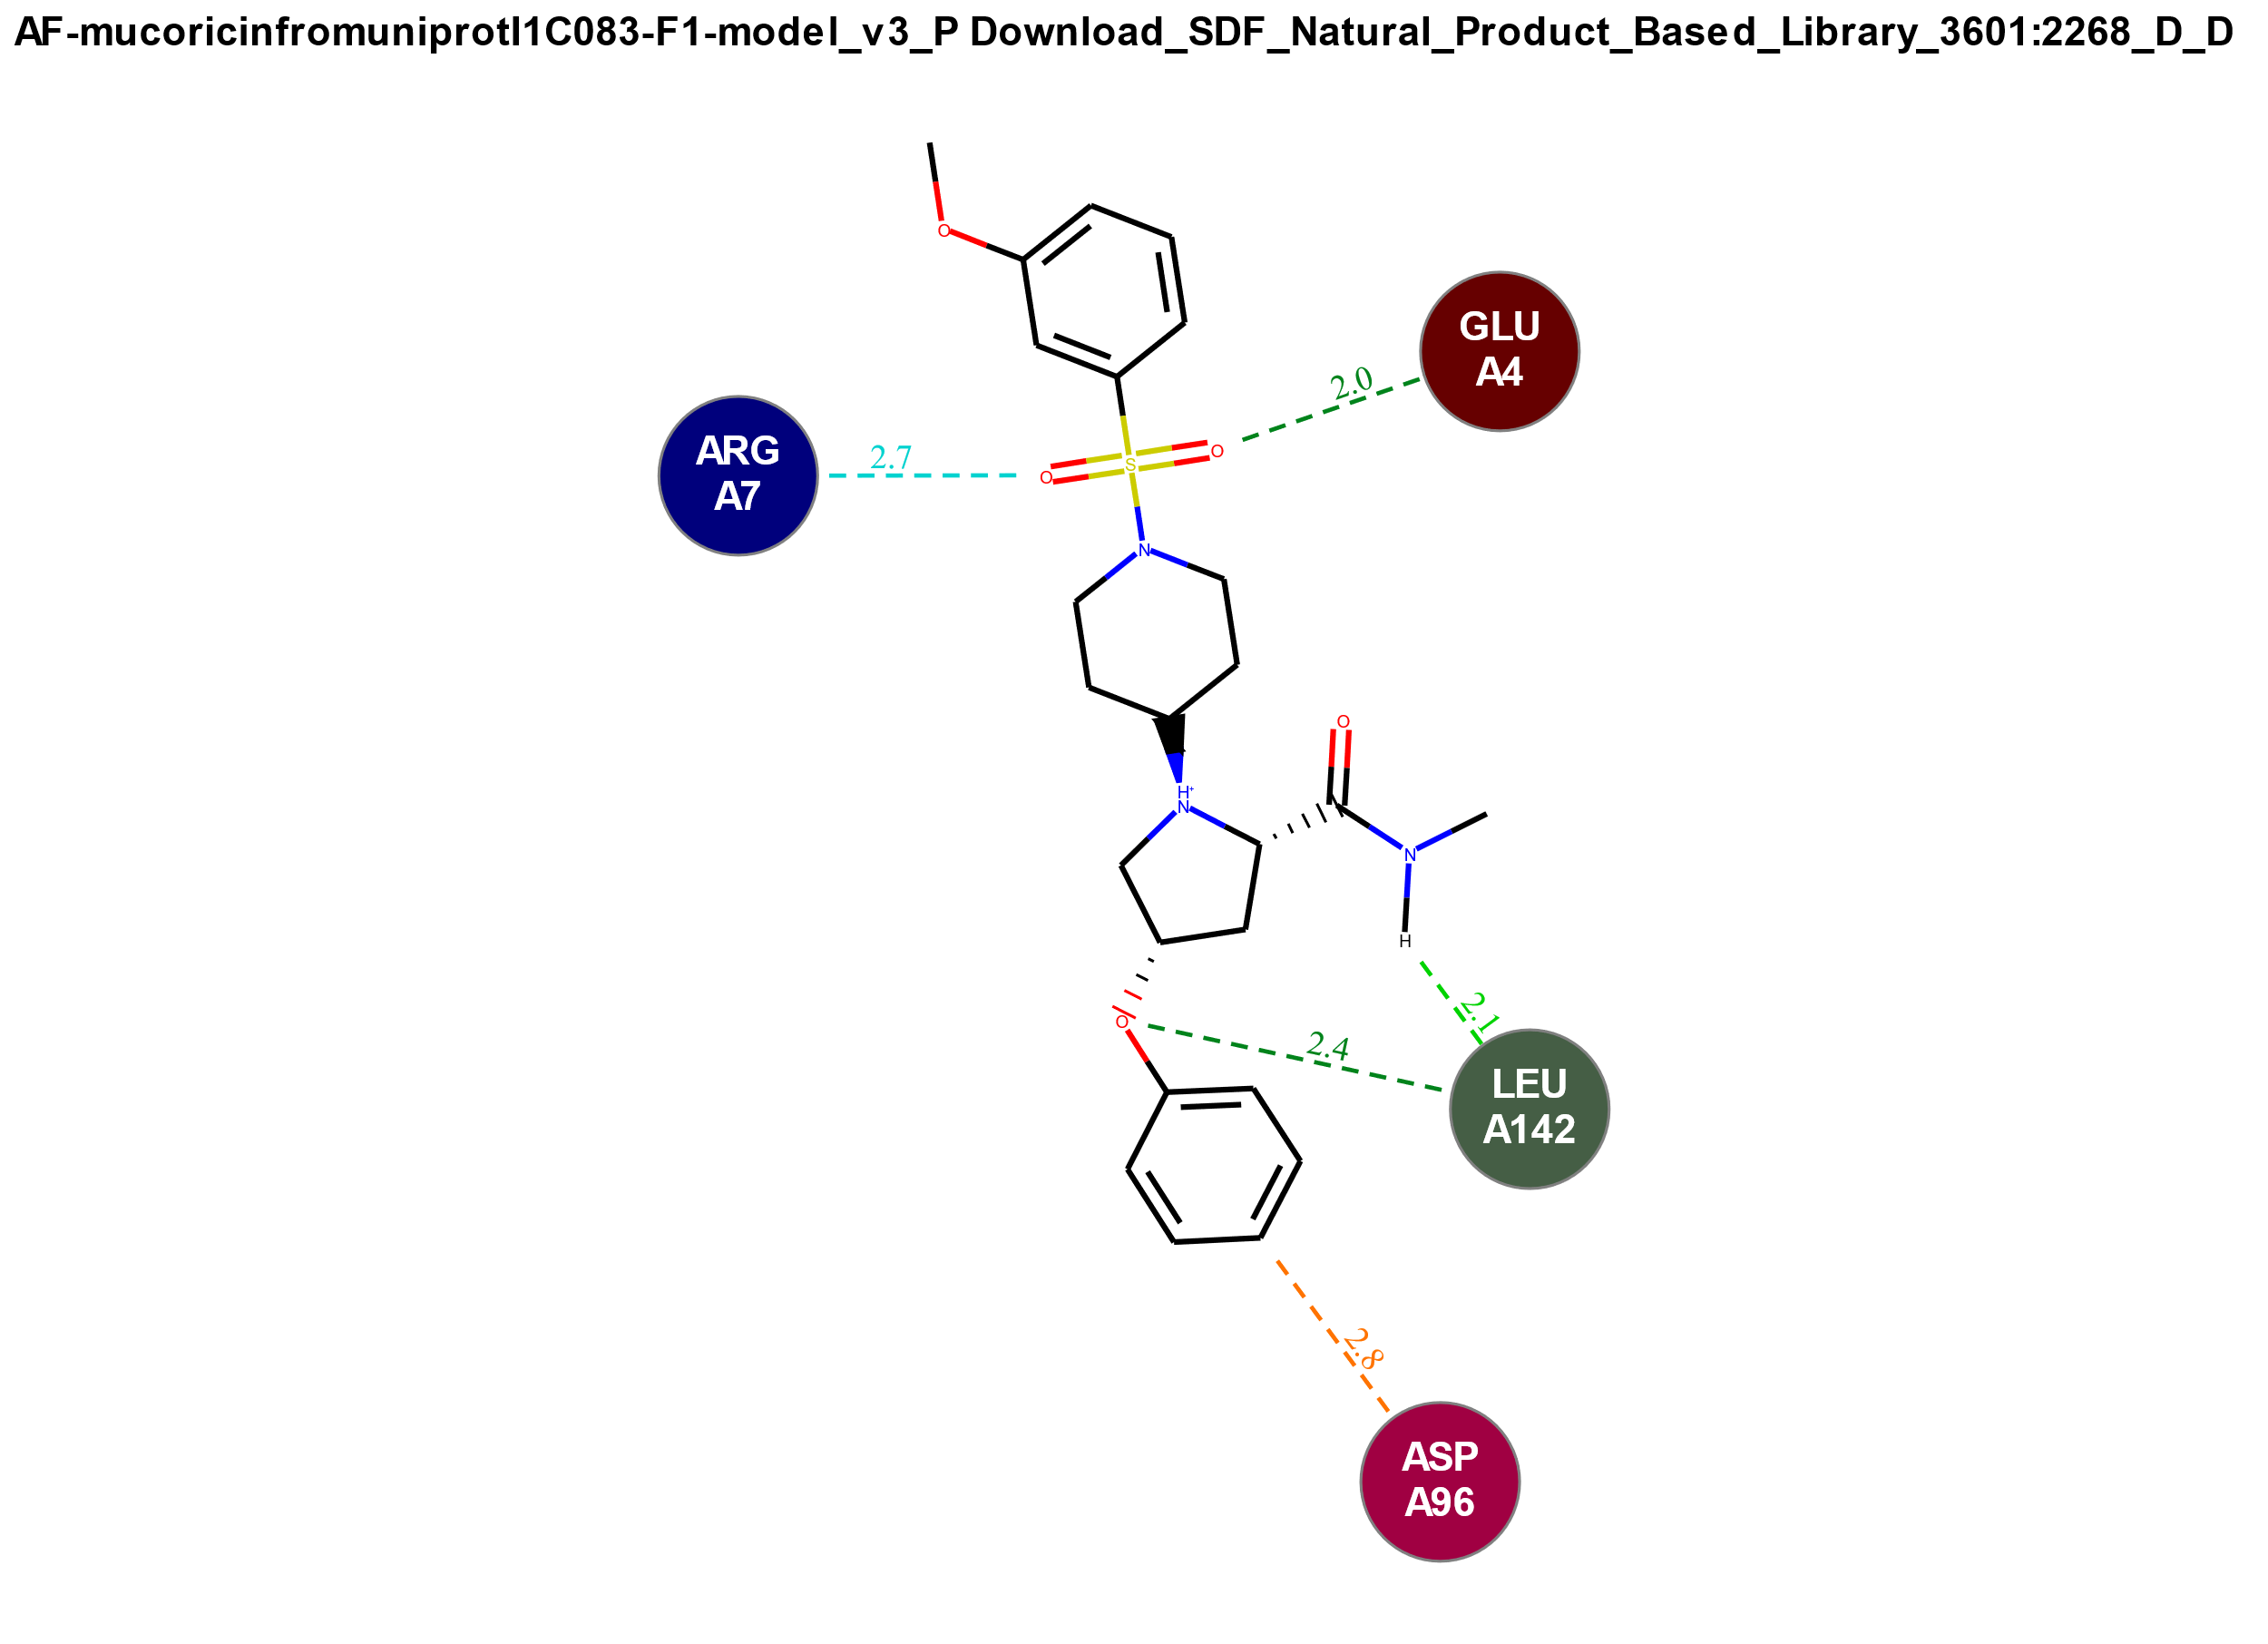 AF-mucoricinfromuniprotI1C083-F1-model_v3_P Download_SDF_Natural_Product_Based_Library_3601:2268_D_D
O
GLU
A4
2.0
ARG
A7
2.7
O
S
O
N
O
H+
N
N
H
2.1
O
2.4
LEU
A142
2.8
ASP
A96